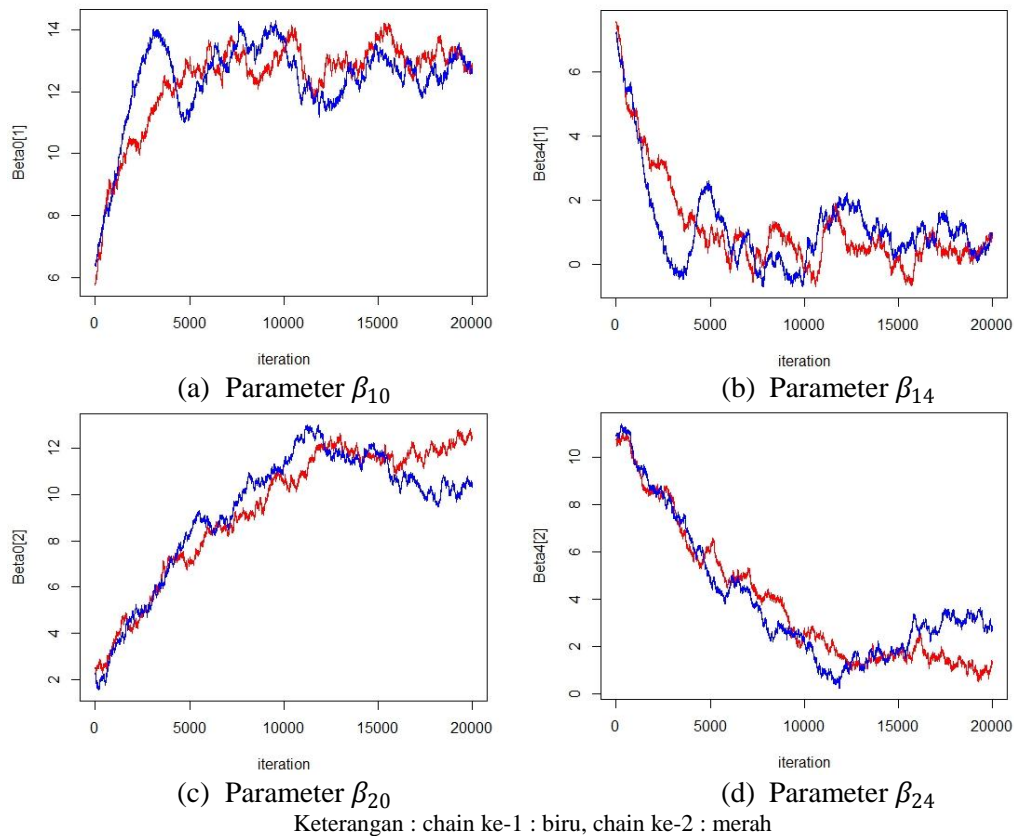 Beta0[1]
14
12
10
8
6
0 5000 10000 15000 20000
iteration
(a) Parameter β₁₀
Beta4[1]
6
4
2
0
0 5000 10000 15000 20000
iteration
(b) Parameter β₁₄
Beta0[2]
12
10
8
6
4
2
0 5000 10000 15000 20000
iteration
(c) Parameter β₂₀
Beta4[2]
10
8
6
4
2
0
0 5000 10000 15000 20000
iteration
(d) Parameter β₂₄
Keterangan : chain ke-1 : biru, chain ke-2 : merah